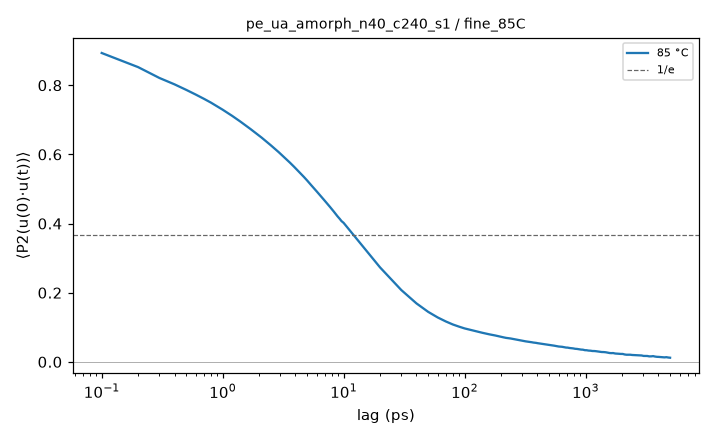 pe_ua_amorph_n40_c240_s1 / fine_85C
85 °C
1/e
⟨P2(u(0)·u(t))⟩
0.8
0.6
0.4
0.2
0.0
10⁻¹ 10⁰ 10¹ 10² 10³
lag (ps)